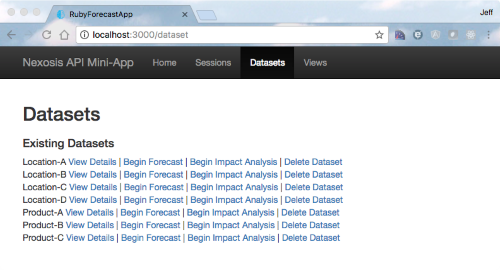 RubyForecastApp
Jeff
localhost:3000/dataset
Nexosis API Mini-App Home Sessions Datasets Views
Datasets
Existing Datasets
Location-A View Details | Begin Forecast | Begin Impact Analysis | Delete Dataset
Location-B View Details | Begin Forecast | Begin Impact Analysis | Delete Dataset
Location-C View Details | Begin Forecast | Begin Impact Analysis | Delete Dataset
Location-D View Details | Begin Forecast | Begin Impact Analysis | Delete Dataset
Product-A View Details | Begin Forecast | Begin Impact Analysis | Delete Dataset
Product-B View Details | Begin Forecast | Begin Impact Analysis | Delete Dataset
Product-C View Details | Begin Forecast | Begin Impact Analysis | Delete Dataset